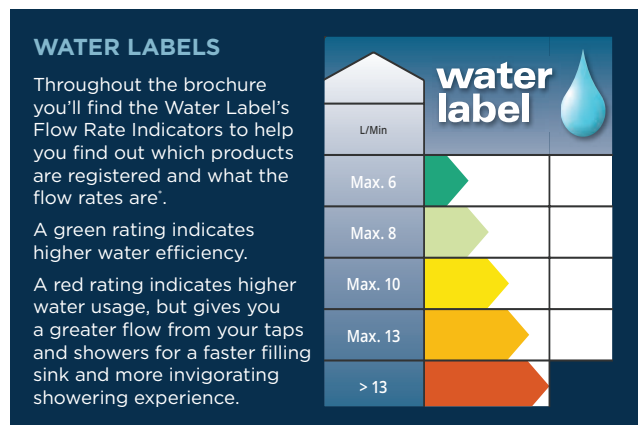 WATER LABELS
Throughout the brochure
you'll find the Water Label's
Flow Rate Indicators to help
you find out which products
are registered and what the
flow rates are*.
A green rating indicates
higher water efficiency.
A red rating indicates higher
water usage, but gives you
a greater flow from your taps
and showers for a faster filling
sink and more invigorating
showering experience.
water
label
L/Min
Max. 6
Max. 8
Max. 10
Max. 13
> 13